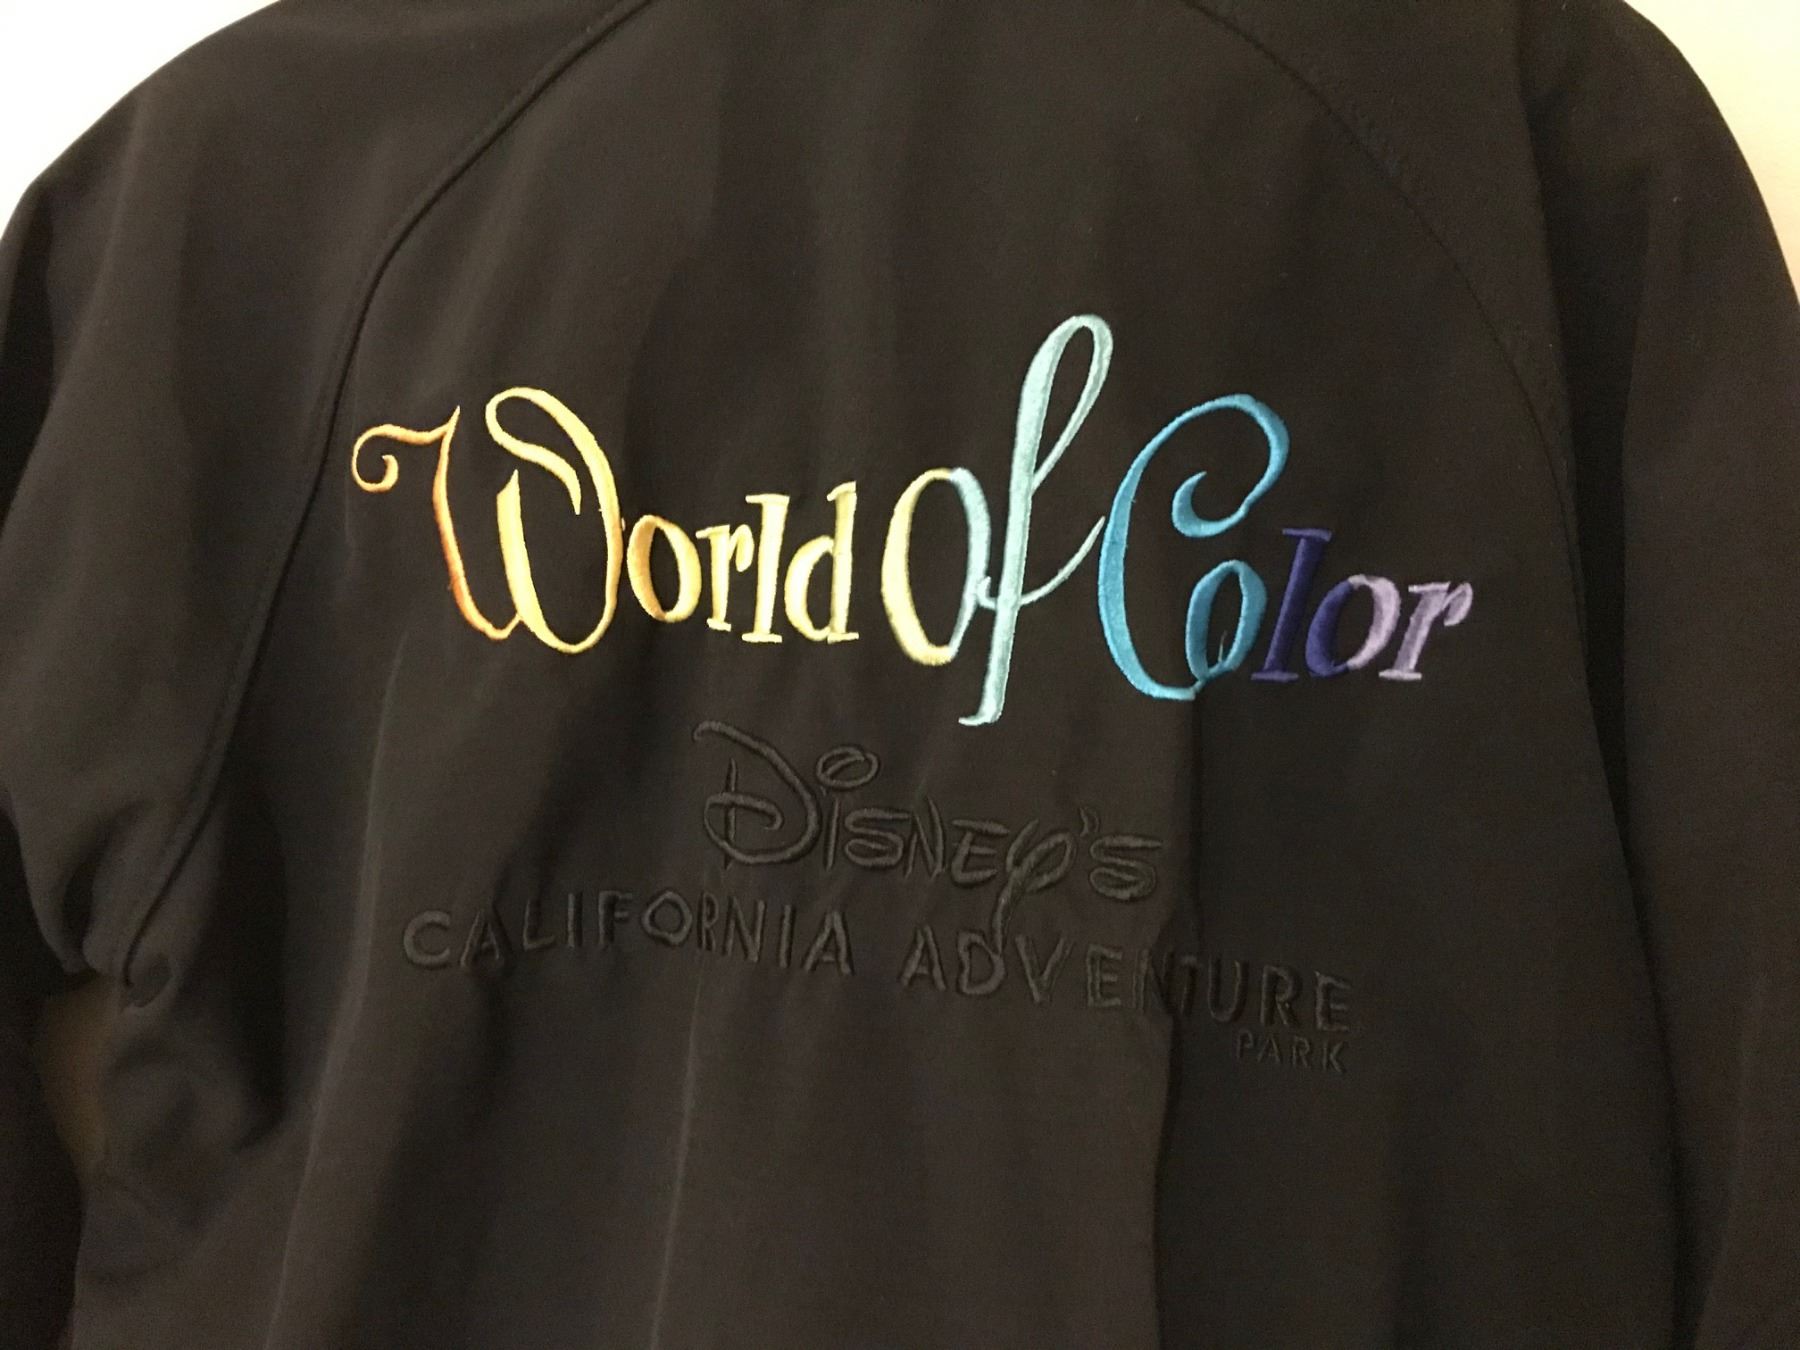 World of Color
Disney's
CALIFORNIA ADVENTURE
PARK